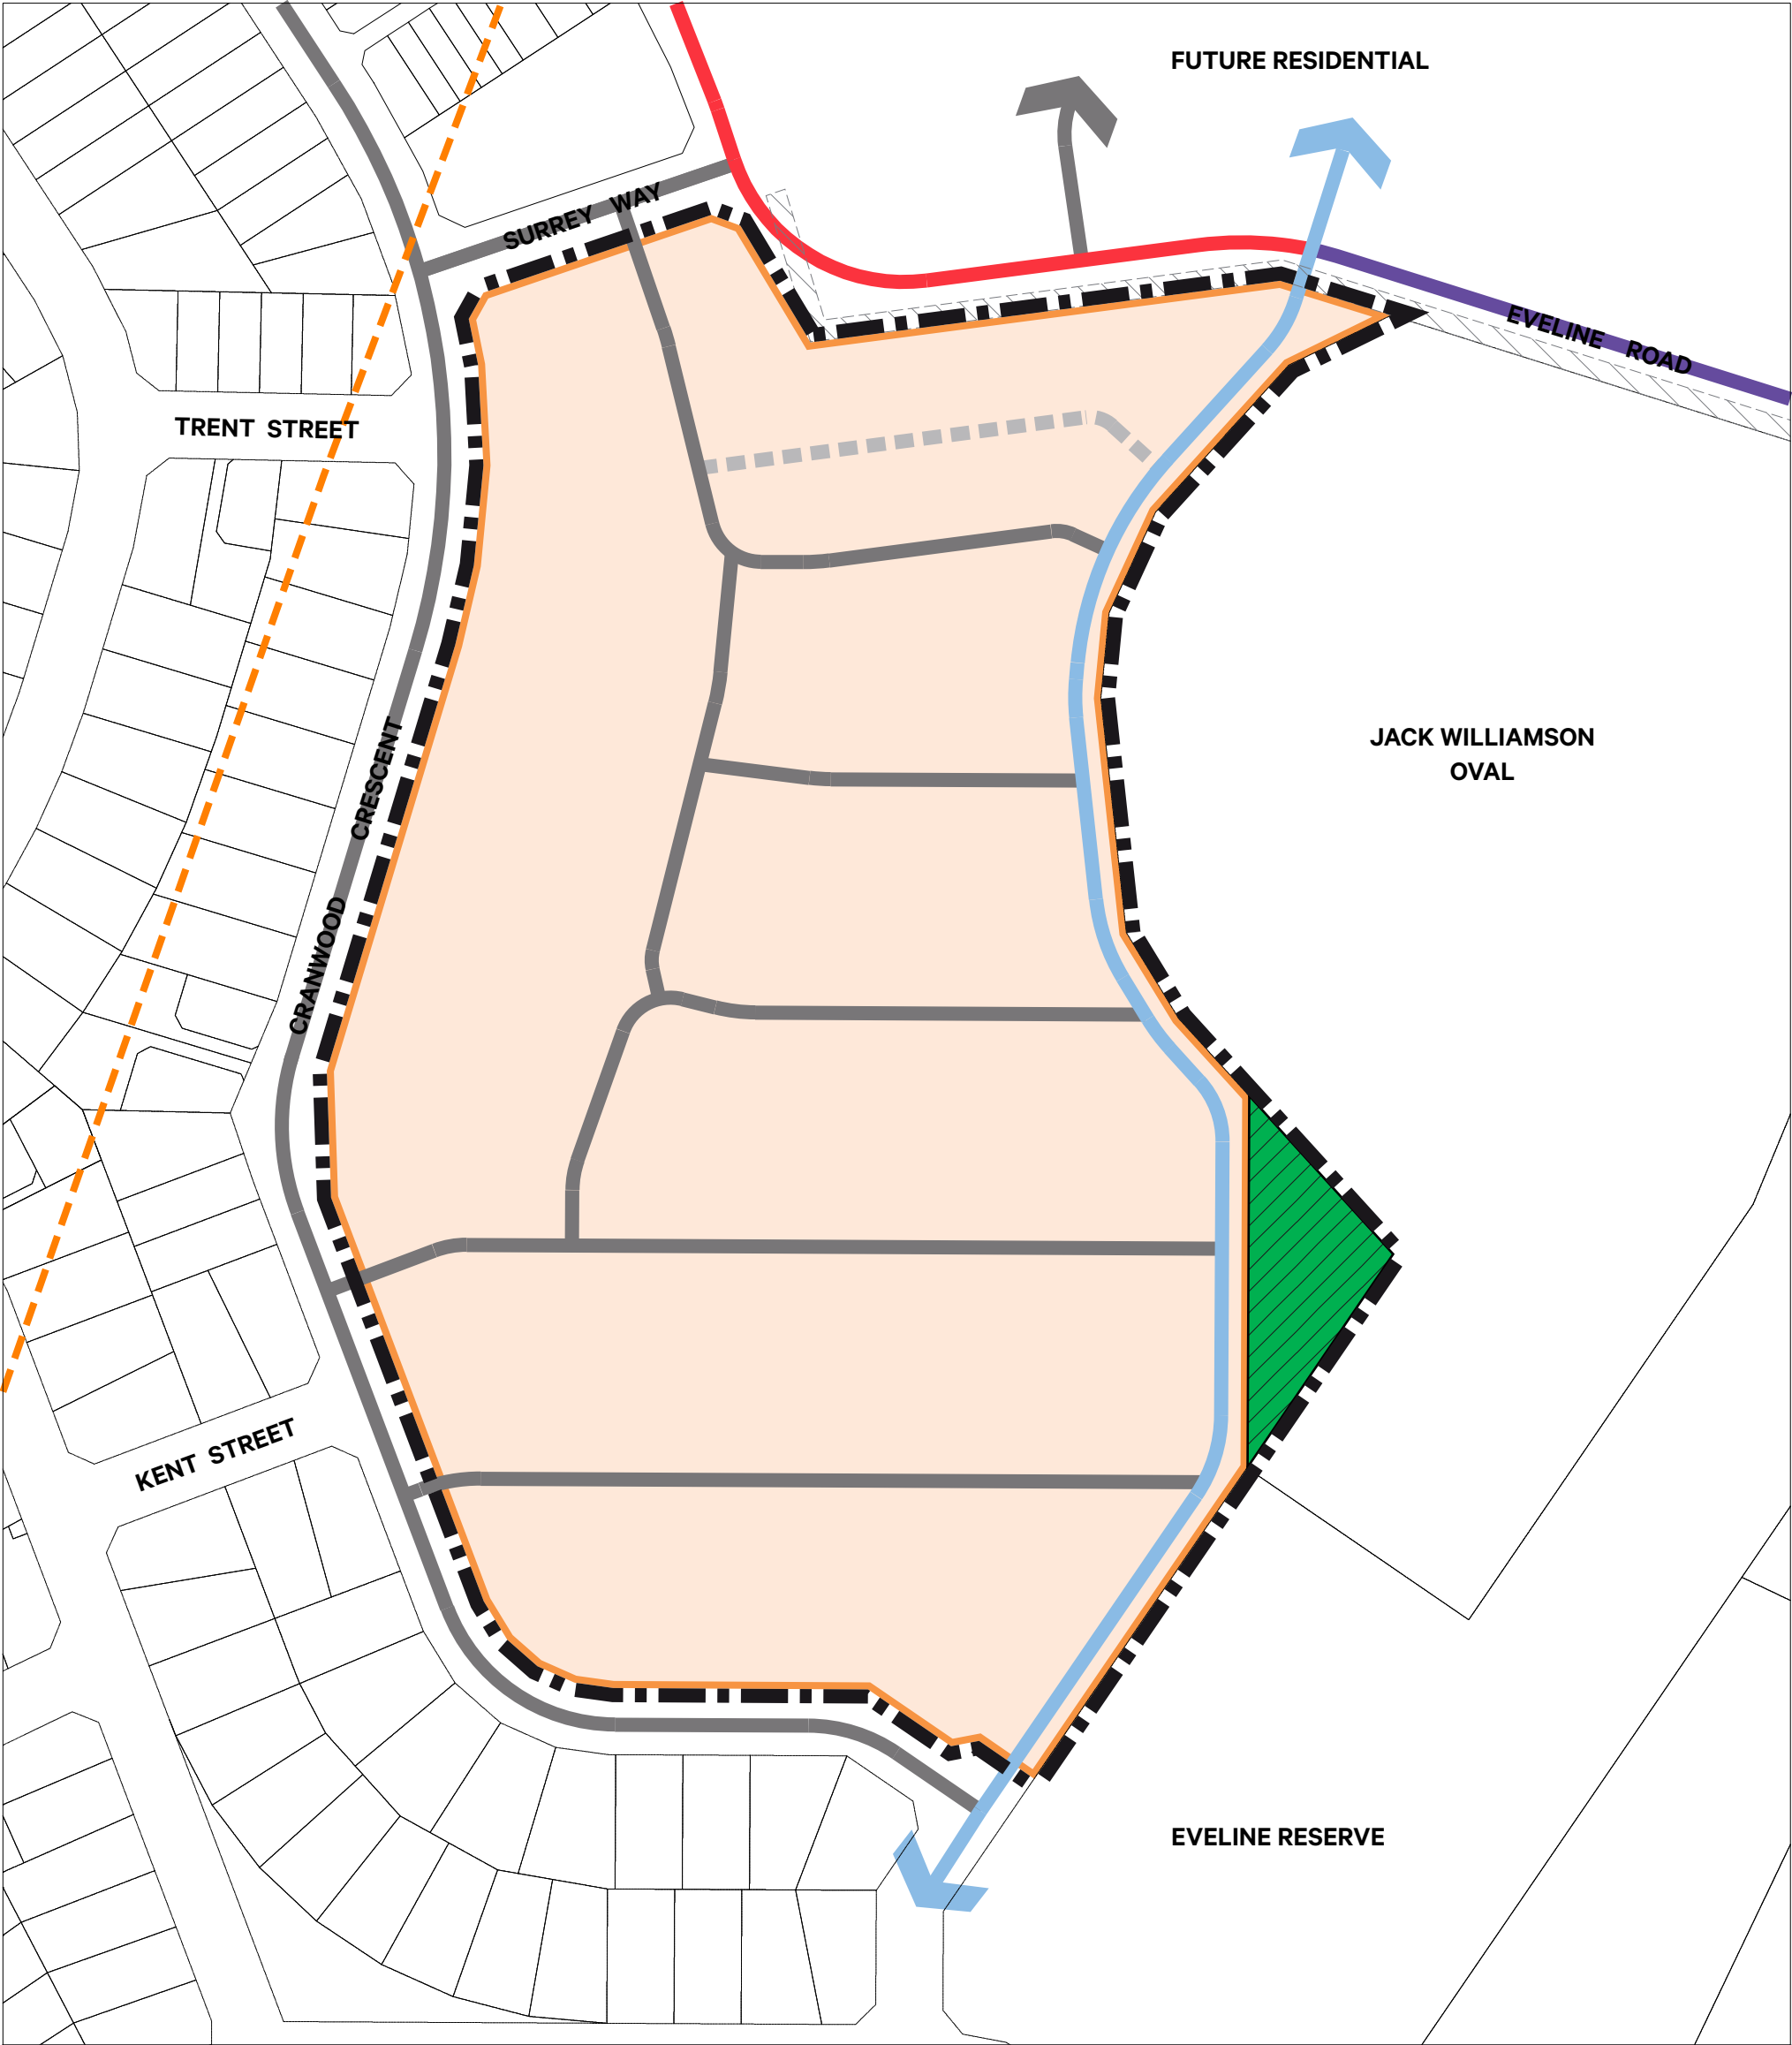 FUTURE RESIDENTIAL
SURREY WAY
EVELINE ROAD
TRENT STREET
JACK WILLIAMSON
OVAL
CRANWOOD CRESCENT
KENT STREET
EVELINE RESERVE